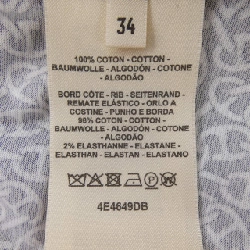 34
100% COTON - COTTON -
BAUMWOLLE - ALGODÓN - COTONE
- ALGODÃO
BORD CÔTE - RIB - SEITENRAND -
REMATE ELÁSTICO - ORLO A
COSTINE - PUNHO E BORDA
98% COTON - COTTON -
BAUMWOLLE - ALGODÓN - COTONE -
ALGODÃO
2% ELASTHANNE - ELASTANE -
ELASTHAN - ELASTAN - ELASTANO
4E4649DB